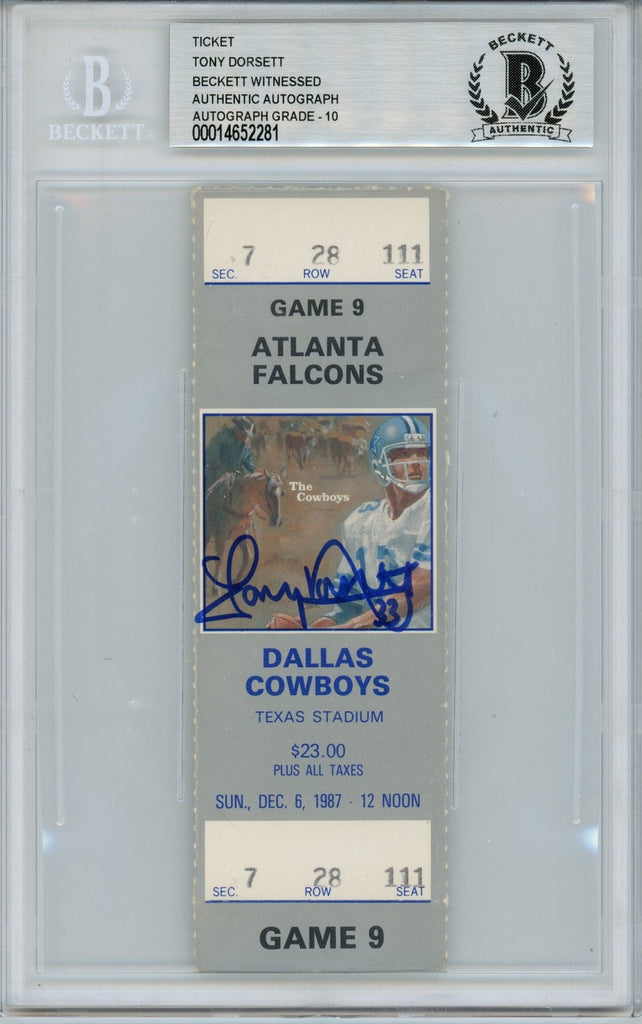 TICKET
TONY DORSETT
BECKETT WITNESSED
AUTHENTIC AUTOGRAPH
AUTOGRAPH GRADE - 10
00014652281
B
BECKETT
BECKETT
B
AUTHENTIC
7 28 111
SEC. ROW SEAT
GAME 9
ATLANTA
FALCONS
The
Cowboys
Tony Dorsett
33
DALLAS
COWBOYS
TEXAS STADIUM
$23.00
PLUS ALL TAXES
SUN., DEC. 6, 1987 - 12 NOON
7 28 111
SEC. ROW SEAT
GAME 9